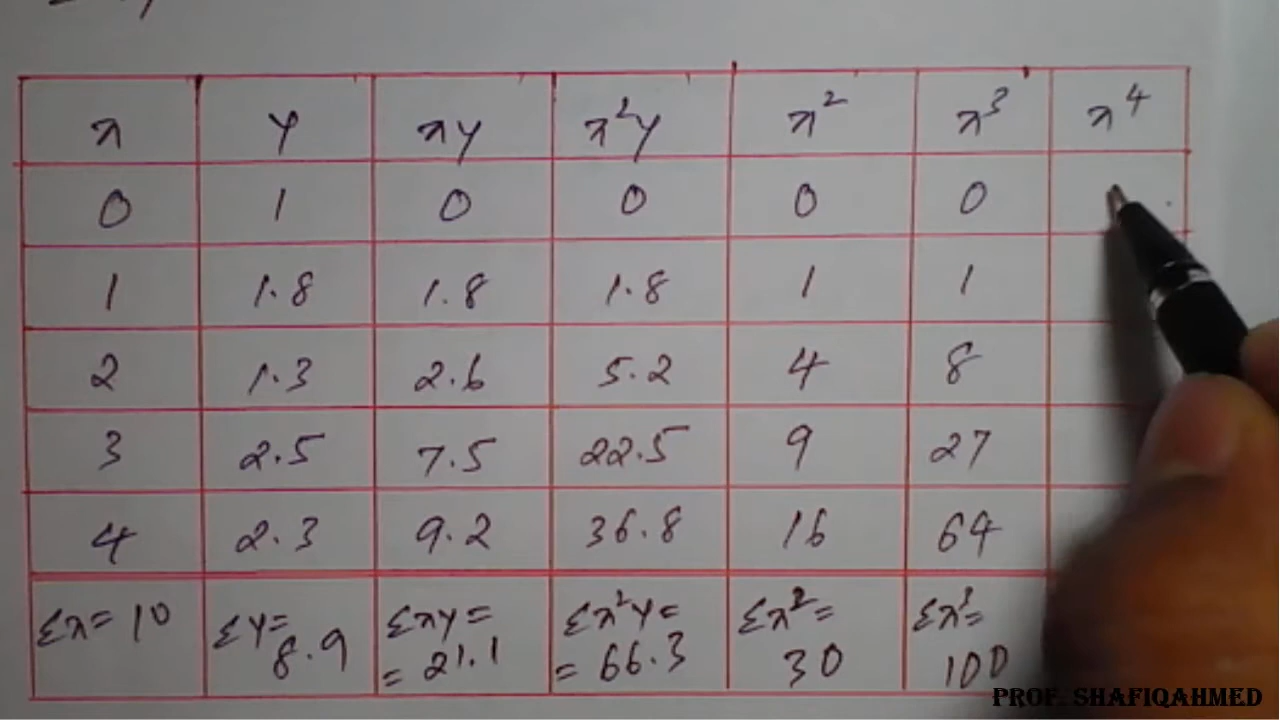 x y xy x²y x² x³ x⁴
0 1 0 0 0 0
1 1.8 1.8 1.8 1 1
2 1.3 2.6 5.2 4 8
3 2.5 7.5 22.5 9 27
4 2.3 9.2 36.8 16 64
Σx= 10 Σy= Σxy= Σx²y= Σx²= Σx³=
8.9 = 21.1 = 66.3 30 100
PROF. SHAFIQAHMED